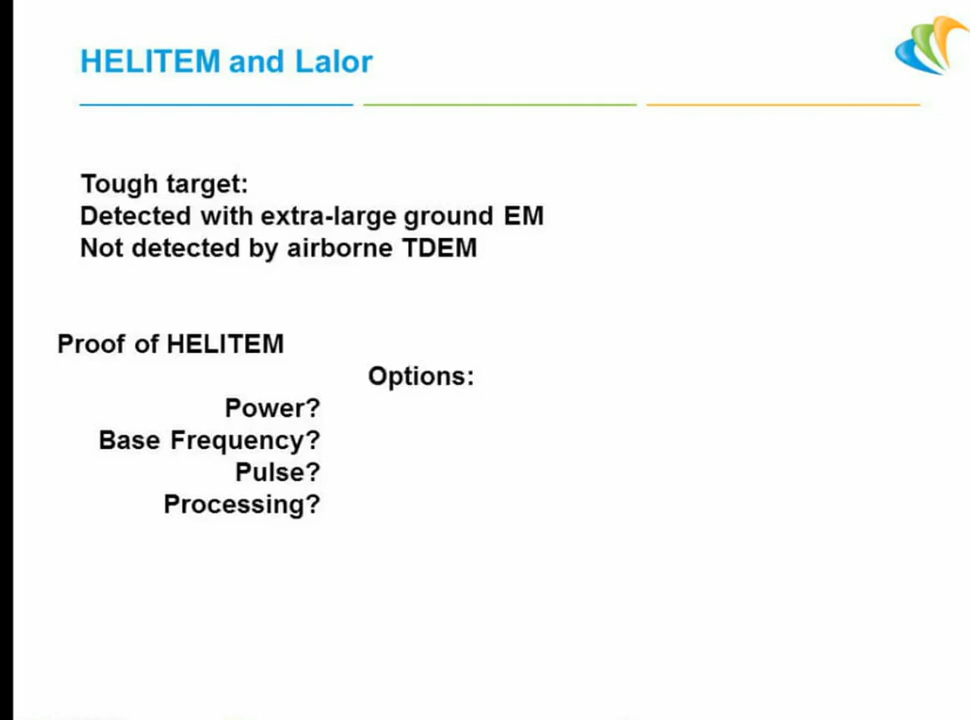 HELITEM and Lalor
Tough target:
Detected with extra-large ground EM
Not detected by airborne TDEM
Proof of HELITEM
Options:
Power?
Base Frequency?
Pulse?
Processing?